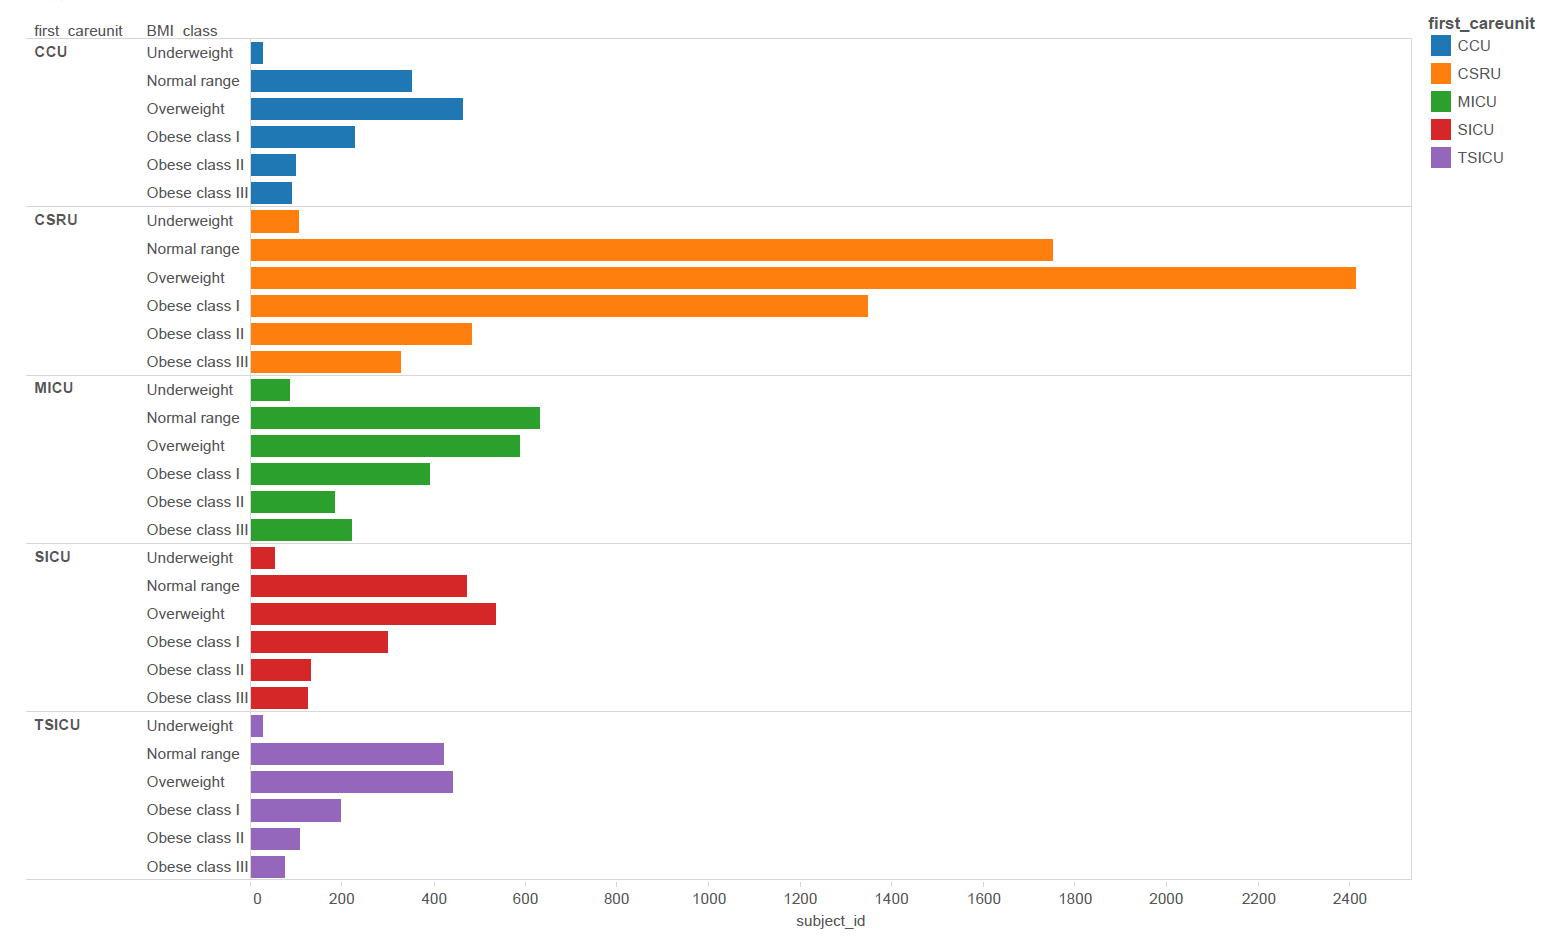 first_careunit BMI_class
CCU Underweight
Normal range
Overweight
Obese class I
Obese class II
Obese class III
CSRU Underweight
Normal range
Overweight
Obese class I
Obese class II
Obese class III
MICU Underweight
Normal range
Overweight
Obese class I
Obese class II
Obese class III
SICU Underweight
Normal range
Overweight
Obese class I
Obese class II
Obese class III
TSICU Underweight
Normal range
Overweight
Obese class I
Obese class II
Obese class III
0 200 400 600 800 1000 1200 1400 1600 1800 2000 2200 2400
subject_id
first_careunit
CCU
CSRU
MICU
SICU
TSICU